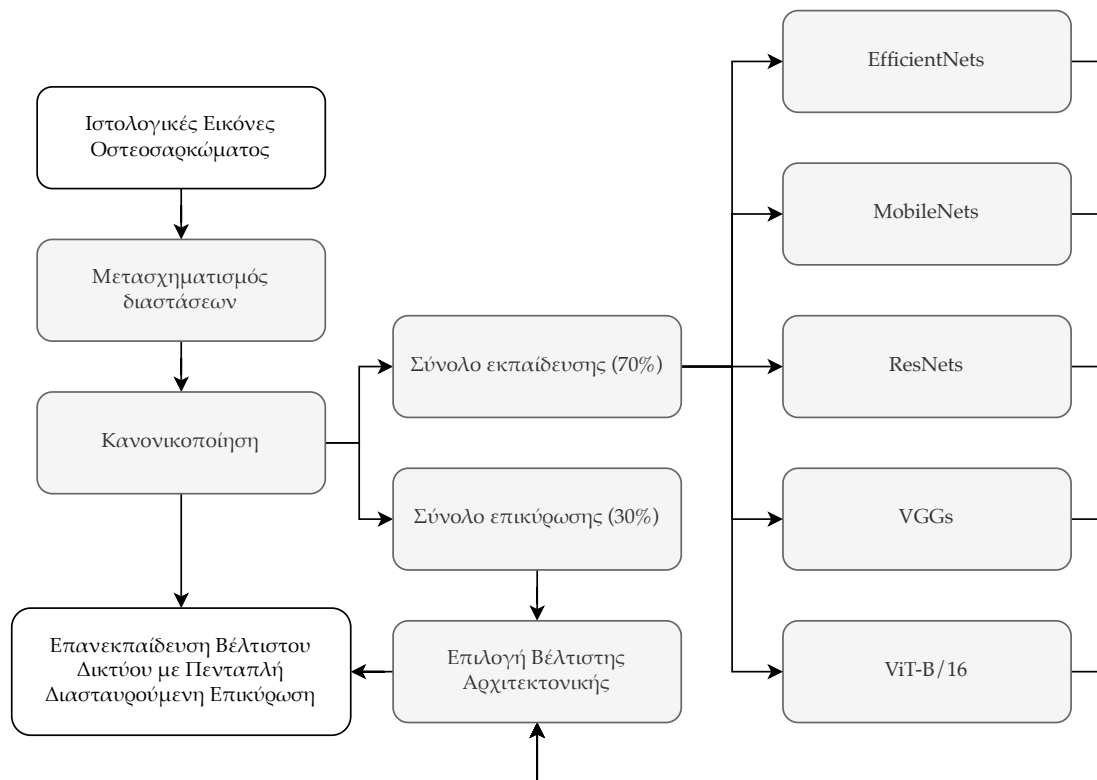 Ιστολογικές Εικόνες
Οστεοσαρκώματος
Μετασχηματισμός
διαστάσεων
Κανονικοποίηση
Επανεκπαίδευση Βέλτιστου
Δικτύου με Πενταπλή
Διασταυρούμενη Επικύρωση
Σύνολο εκπαίδευσης (70%)
Σύνολο επικύρωσης (30%)
Επιλογή Βέλτιστης
Αρχιτεκτονικής
EfficientNets
MobileNets
ResNets
VGGs
ViT-B/16